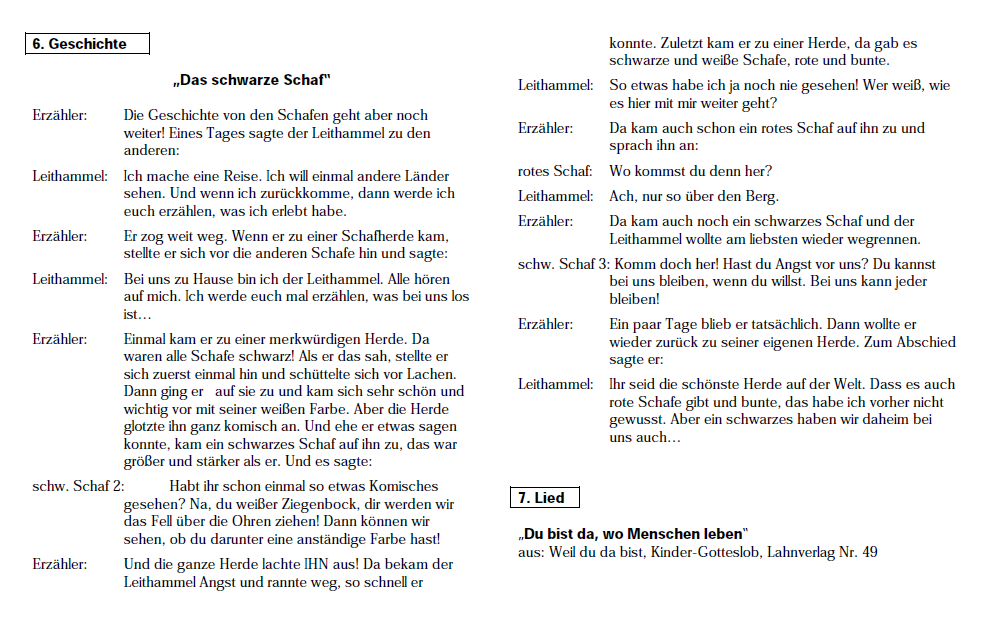 6. Geschichte
„Das schwarze Schaf“
Erzähler: Die Geschichte von den Schafen geht aber noch
weiter! Eines Tages sagte der Leithammel zu den
anderen:
Leithammel: Ich mache eine Reise. Ich will einmal andere Länder
sehen. Und wenn ich zurückkomme, dann werde ich
euch erzählen, was ich erlebt habe.
Erzähler: Er zog weit weg. Wenn er zu einer Schafherde kam,
stellte er sich vor die anderen Schafe hin und sagte:
Leithammel: Bei uns zu Hause bin ich der Leithammel. Alle hören
auf mich. Ich werde euch mal erzählen, was bei uns los
ist…
Erzähler: Einmal kam er zu einer merkwürdigen Herde. Da
waren alle Schafe schwarz! Als er das sah, stellte er
sich zuerst einmal hin und schüttelte sich vor Lachen.
Dann ging er auf sie zu und kam sich sehr schön und
wichtig vor mit seiner weißen Farbe. Aber die Herde
glotzte ihn ganz komisch an. Und ehe er etwas sagen
konnte, kam ein schwarzes Schaf auf ihn zu, das war
größer und stärker als er. Und es sagte:
schw. Schaf 2: Habt ihr schon einmal so etwas Komisches
gesehen? Na, du weißer Ziegenbock, dir werden wir
das Fell über die Ohren ziehen! Dann können wir
sehen, ob du darunter eine anständige Farbe hast!
Erzähler: Und die ganze Herde lachte IHN aus! Da bekam der
Leithammel Angst und rannte weg, so schnell er
konnte. Zuletzt kam er zu einer Herde, da gab es
schwarze und weiße Schafe, rote und bunte.
Leithammel: So etwas habe ich ja noch nie gesehen! Wer weiß, wie
es hier mit mir weiter geht?
Erzähler: Da kam auch schon ein rotes Schaf auf ihn zu und
sprach ihn an:
rotes Schaf: Wo kommst du denn her?
Leithammel: Ach, nur so über den Berg.
Erzähler: Da kam auch noch ein schwarzes Schaf und der
Leithammel wollte am liebsten wieder wegrennen.
schw. Schaf 3: Komm doch her! Hast du Angst vor uns? Du kannst
bei uns bleiben, wenn du willst. Bei uns kann jeder
bleiben!
Erzähler: Ein paar Tage blieb er tatsächlich. Dann wollte er
wieder zurück zu seiner eigenen Herde. Zum Abschied
sagte er:
Leithammel: Ihr seid die schönste Herde auf der Welt. Dass es auch
rote Schafe gibt und bunte, das habe ich vorher nicht
gewusst. Aber ein schwarzes haben wir daheim bei
uns auch…
7. Lied
„Du bist da, wo Menschen leben“
aus: Weil du da bist, Kinder-Gotteslob, Lahnverlag Nr. 49